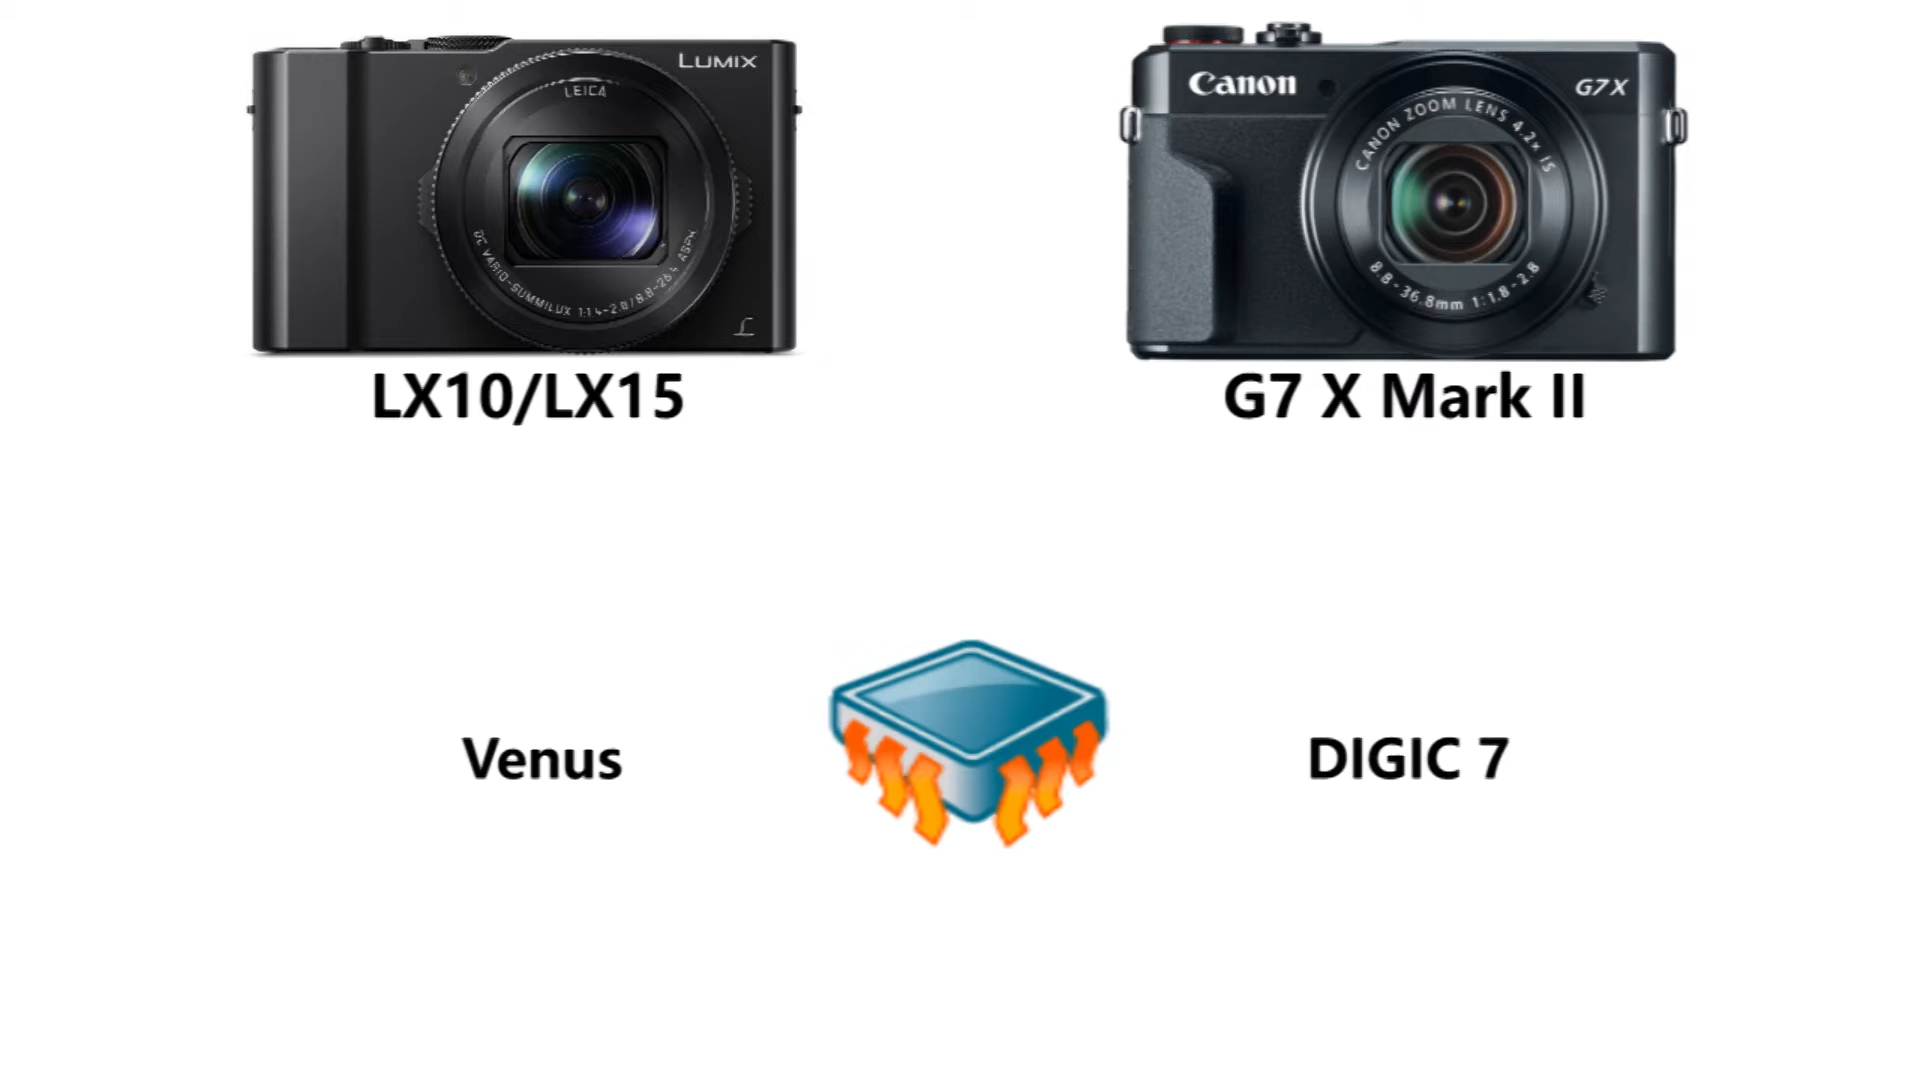 LUMIX
LEICA
DC VARIO-SUMMILUX 1:1.4-2.8/8.8-26.4 ASPH.
L
Canon
G7X
CANON ZOOM LENS 4.2x IS
8.8-36.8mm 1:1.8-2.8
LX10/LX15
G7 X Mark II
Venus
DIGIC 7